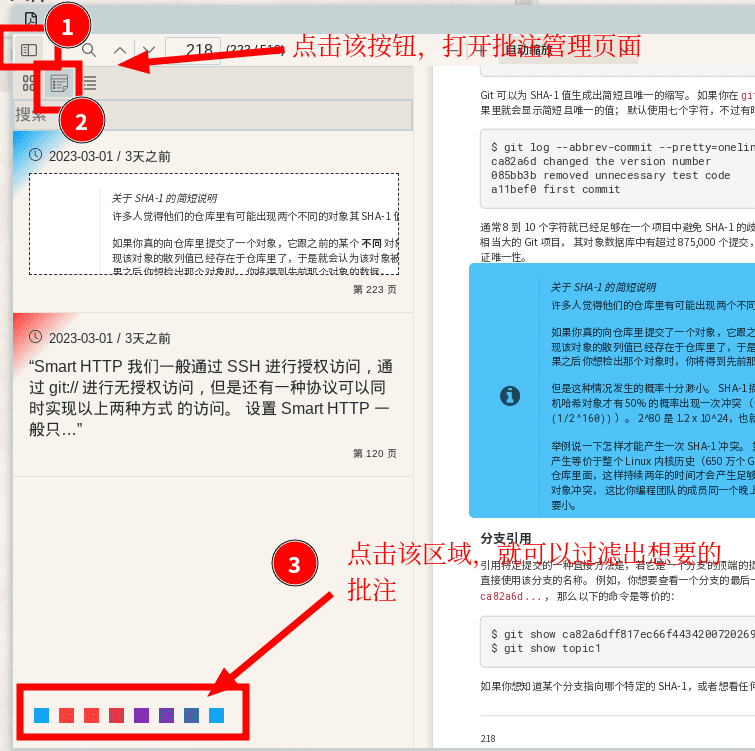 1
218
点击该按钮，打开批注管理页面
自动缩放
2
搜索
2023-03-01 / 3天之前
关于 SHA-1 的简短说明
许多人觉得他们的仓库里有可能出现两个不同的对象其 SHA-1
如果你真的向仓库里提交了一个对象，它跟之前的某个 不同 对
现该对象的散列值已经存在于仓库里了，于是就会认为该对象被
果之后你想检出那个对象时，你将得到先前那个对象的数据
第 223 页
2023-03-01 / 3天之前
“Smart HTTP 我们一般通过 SSH 进行授权访问，通
过 git:// 进行无授权访问，但是还有一种协议可以同
时实现以上两种方式 的访问。 设置 Smart HTTP 一
般只…”
第 120 页
3
点击该区域，就可以过滤出想要的
批注
Git 可以为 SHA-1 值生成出简短且唯一的缩写。 如果你在 git
果里就会显示简短且唯一的值； 默认使用七个字符，不过有时
$ git log --abbrev-commit --pretty=onelin
ca82a6d changed the version number
085bb3b removed unnecessary test code
a11bef0 first commit
通常 8 到 10 个字符就已经足够在一个项目中避免 SHA-1 的歧
相当大的 Git 项目， 其对象数据库中有超过 875,000 个提交，
证唯一性。
关于 SHA-1 的简短说明
许多人觉得他们的仓库里有可能出现两个不同
如果你真的向仓库里提交了一个对象，它跟之
现该对象的散列值已经存在于仓库里了，于是
果之后你想检出那个对象时，你将得到先前那
但是这种情况发生的概率十分渺小。 SHA-1 摘
机哈希对象才有 50% 的概率出现一次冲突（
(1/2^160)) ）。 2^80 是 1.2 x 10^24，也就
举例说一下怎样才能产生一次 SHA-1 冲突。
产生等价于整个 Linux 内核历史（650 万个 G
仓库里面，这样持续两年的时间才会产生足够
对象冲突， 这比你编程团队的成员同一个晚上
要小。
分支引用
引用特定提交的一种直接方法是，若它是一个分支的顶端的提
直接使用该分支的名称。 例如，你想要查看一个分支的最后一
ca82a6d... ， 那么以下的命令是等价的：
$ git show ca82a6dff817ec66f4434200720269
$ git show topic1
如果你想知道某个分支指向哪个特定的 SHA-1，或者想看任何
218